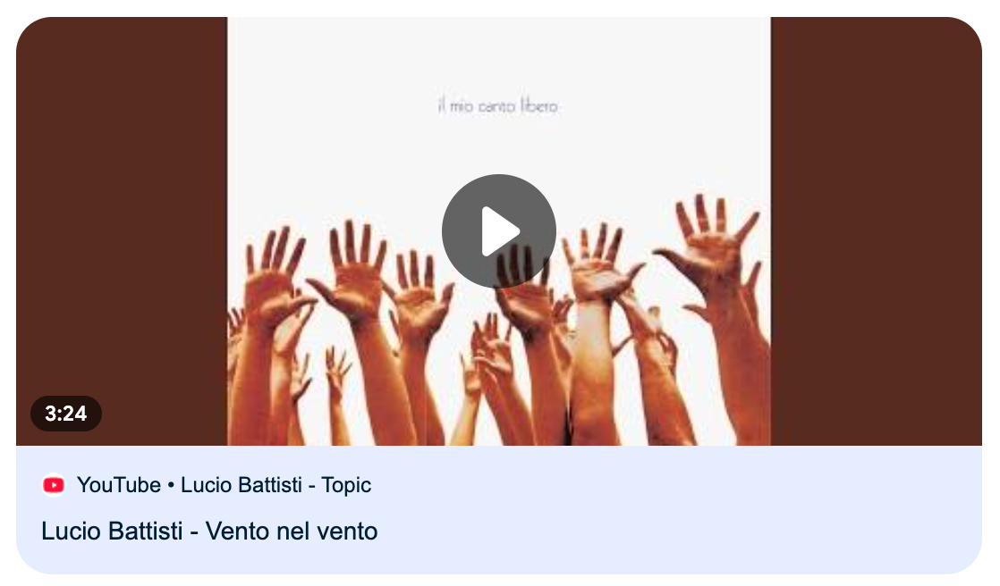 il mio canto libero
3:24
YouTube • Lucio Battisti - Topic
Lucio Battisti - Vento nel vento